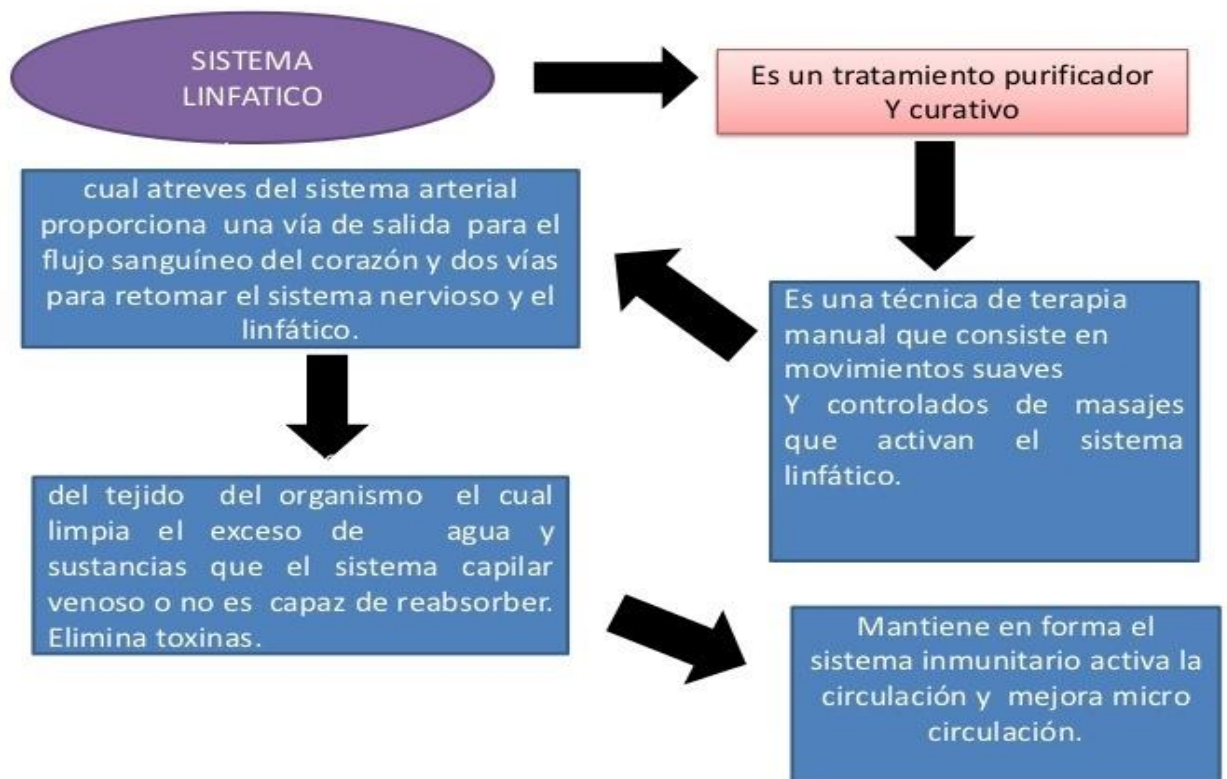 SISTEMA
LINFATICO
Es un tratamiento purificador
Y curativo
Es una técnica de terapia
manual que consiste en
movimientos suaves
Y controlados de masajes
que activan el sistema
linfático.
cual atreves del sistema arterial
proporciona una vía de salida para el
flujo sanguíneo del corazón y dos vías
para retomar el sistema nervioso y el
linfático.
del tejido del organismo el cual
limpia el exceso de agua y
sustancias que el sistema capilar
venoso o no es capaz de reabsorber.
Elimina toxinas.
Mantiene en forma el
sistema inmunitario activa la
circulación y mejora micro
circulación.